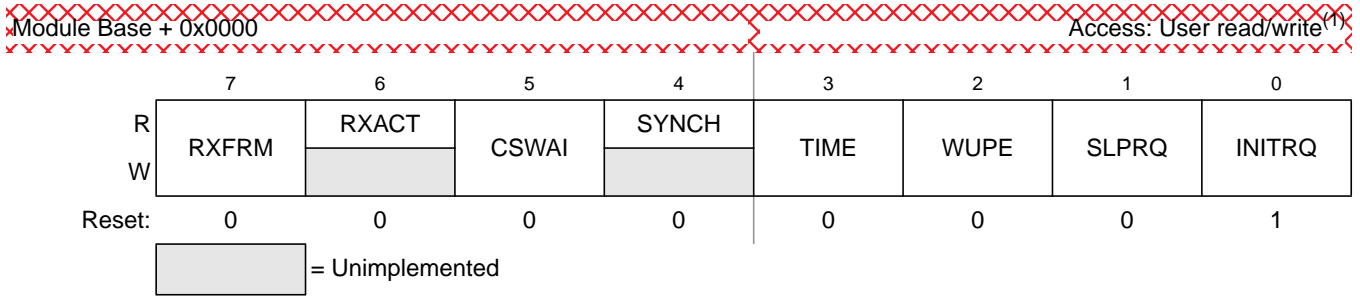 Module Base + 0x0000 Access: User read/write(1)
7 6 5 4 3 2 1 0
R RXFRM RXACT CSWAI SYNCH TIME WUPE SLPRQ INITRQ
W
Reset: 0 0 0 0 0 0 0 1
= Unimplemented